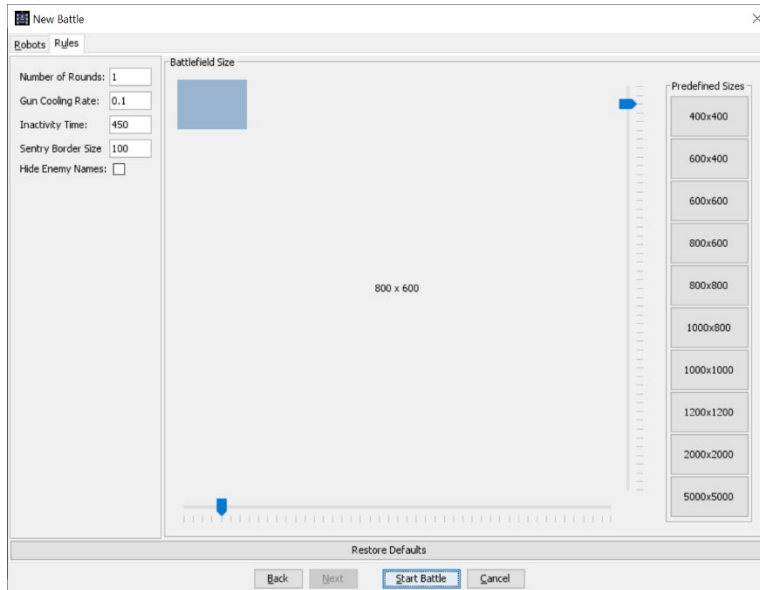 New Battle
Robots Rules
Number of Rounds: 1
Gun Cooling Rate: 0.1
Inactivity Time: 450
Sentry Border Size 100
Hide Enemy Names:
Battlefield Size
800 x 600
Predefined Sizes
400x400
600x400
600x600
800x600
800x800
1000x800
1000x1000
1200x1200
2000x2000
5000x5000
Restore Defaults
Back Next Start Battle Cancel